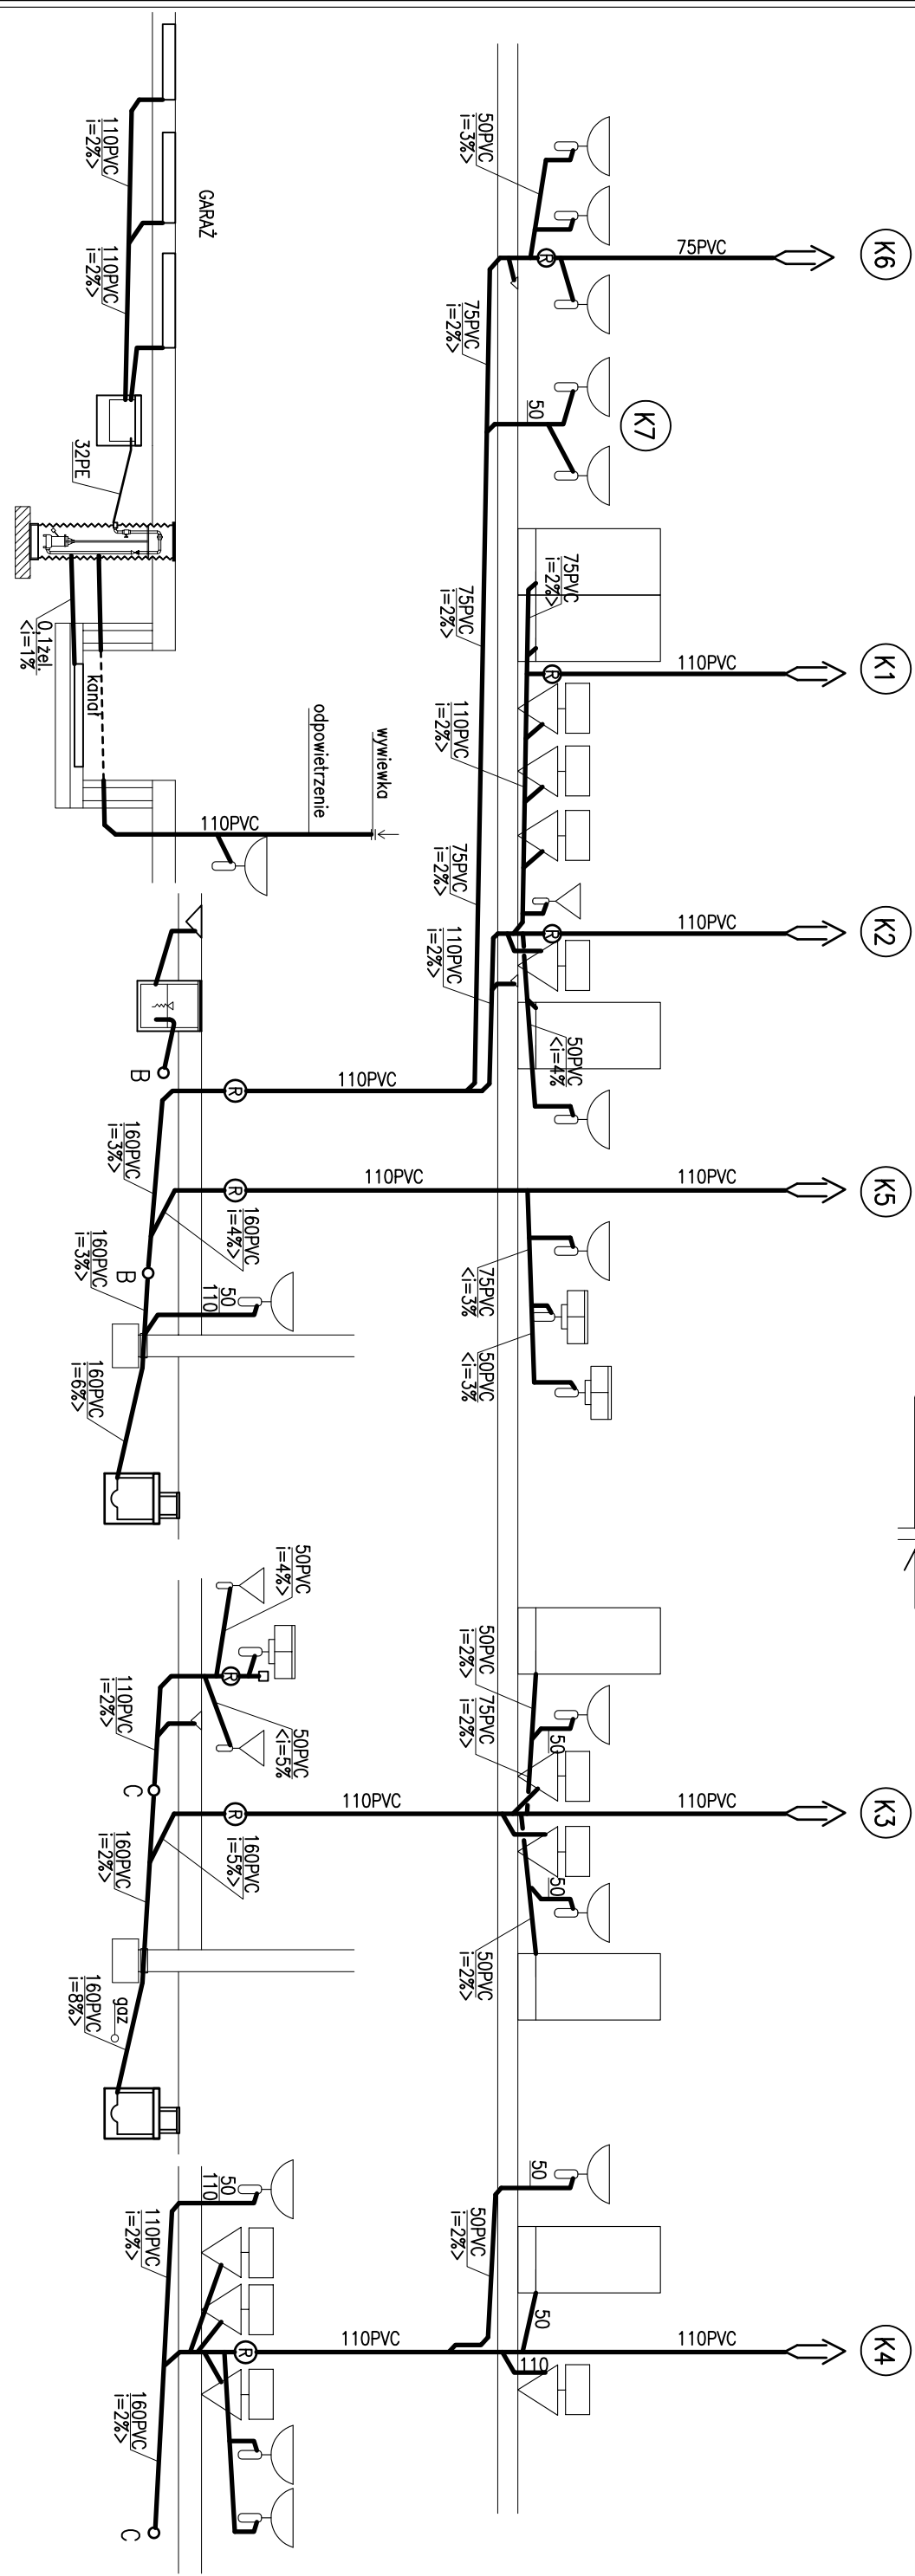 K6
K1
K2
K5
K3
K4
K7
75PVC
110PVC
110PVC
110PVC
110PVC
110PVC
50PVC
i=3%>
50
75PVC
i=2%>
50PVC
<i=4%
75PVC
<i=3%
50PVC
<i=3%
50PVC
i=2%>
75PVC
i=2%>
50
50
50PVC
i=2%>
50
50
110
R
R
R
75PVC
i=2%>
75PVC
i=2%>
110PVC
i=2%>
75PVC
i=2%>
110PVC
i=2%>
50PVC
i=2%>
110PVC
110PVC
110PVC
110PVC
wywiewka
odpowietrzenie
110PVC
GARAŻ
110PVC
i=2%>
110PVC
i=2%>
32PE
kanał
0,1żel.
<i=1%
B
R
R
160PVC
i=4%>
160PVC
i=3%>
B
160PVC
i=3%>
50
110
160PVC
i=6%>
50PVC
i=4%>
R
50PVC
<i=5%
110PVC
i=2%>
C
R
160PVC
i=5%>
160PVC
i=2%>
gaz
160PVC
i=8%>
50
110
R
110PVC
i=2%>
160PVC
i=2%>
C